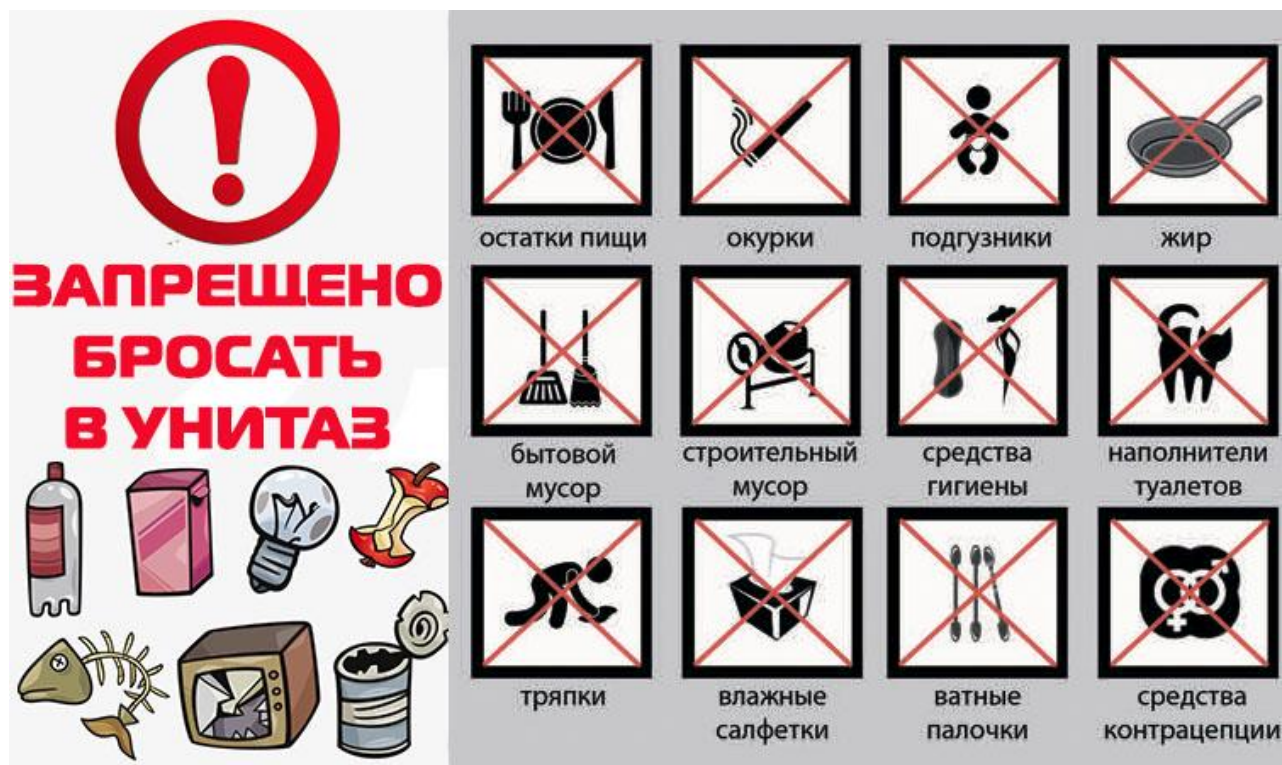 ЗАПРЕЩЕНО
БРОСАТЬ
В УНИТАЗ
остатки пищи
окурки
подгузники
жир
бытовой
мусор
строительный
мусор
средства
гигиены
наполнители
туалетов
тряпки
влажные
салфетки
ватные
палочки
средства
контрацепции